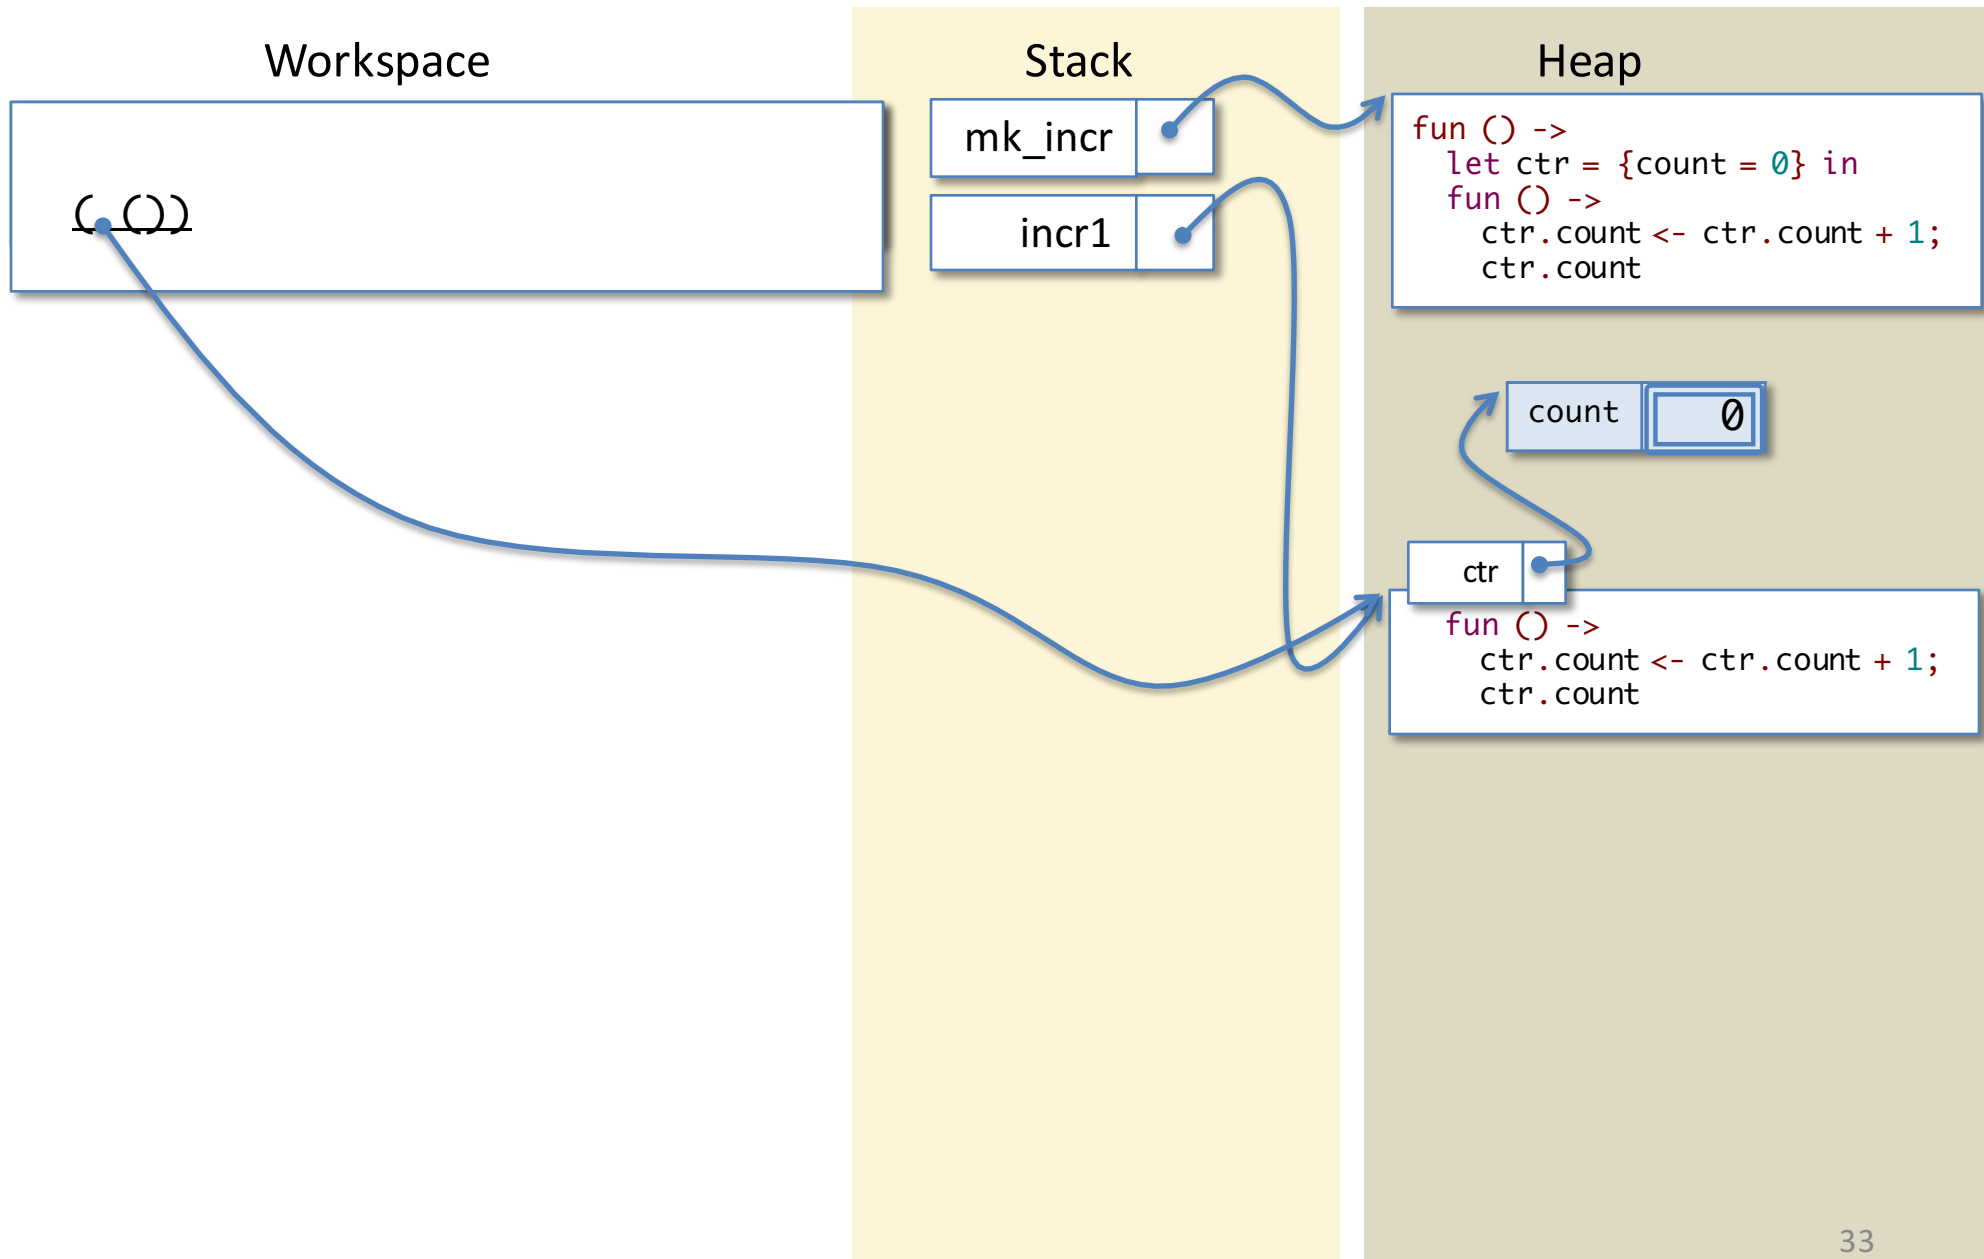 Workspace
Stack
Heap
( ())
mk_incr
incr1
fun () ->
let ctr = {count = 0} in
fun () ->
ctr.count <- ctr.count + 1;
ctr.count
count 0
ctr
fun () ->
ctr.count <- ctr.count + 1;
ctr.count
33